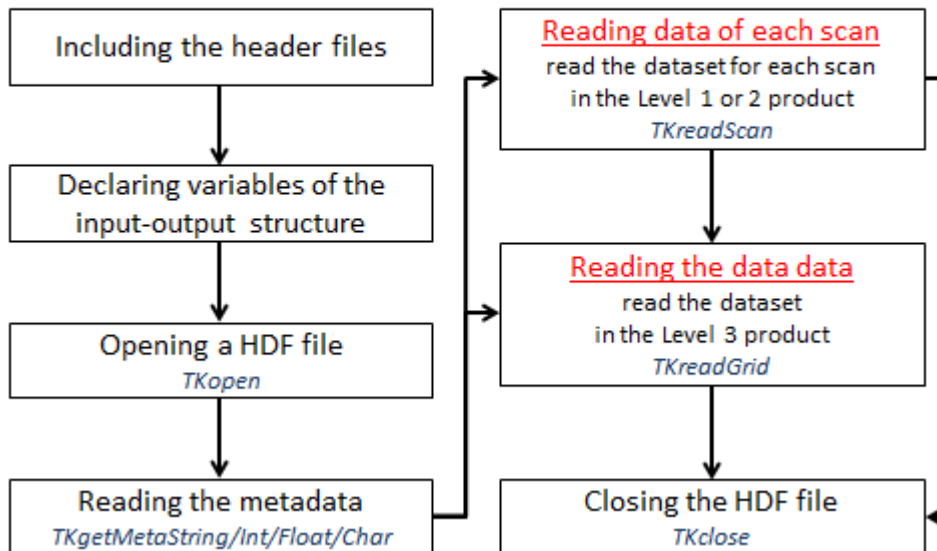 Including the header files
Declaring variables of the
input-output structure
Opening a HDF file
TKopen
Reading the metadata
TKgetMetaString/Int/Float/Char
Reading data of each scan
read the dataset for each scan
in the Level 1 or 2 product
TKreadScan
Reading the data data
read the dataset
in the Level 3 product
TKreadGrid
Closing the HDF file
TKclose